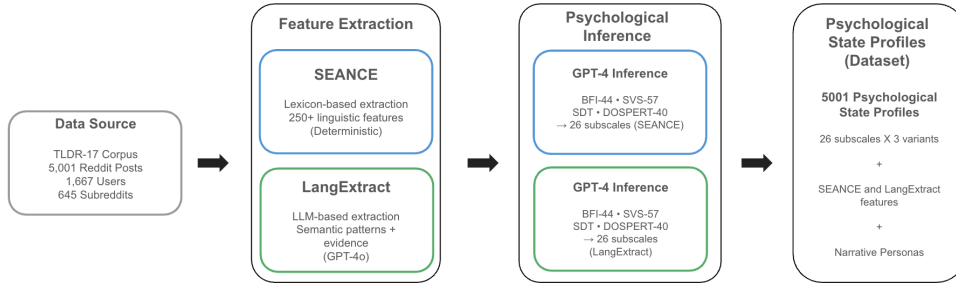 Data Source
TLDR-17 Corpus
5,001 Reddit Posts
1,667 Users
645 Subreddits
Feature Extraction
SEANCE
Lexicon-based extraction
250+ linguistic features
(Deterministic)
LangExtract
LLM-based extraction
Semantic patterns +
evidence
(GPT-4o)
Psychological
Inference
GPT-4 Inference
BFI-44 • SVS-57
SDT • DOSPERT-40
→ 26 subscales (SEANCE)
GPT-4 Inference
BFI-44 • SVS-57
SDT • DOSPERT-40
→ 26 subscales
(LangExtract)
Psychological
State Profiles
(Dataset)
5001 Psychological
State Profiles
26 subscales X 3 variants
+
SEANCE and LangExtract
features
+
Narrative Personas